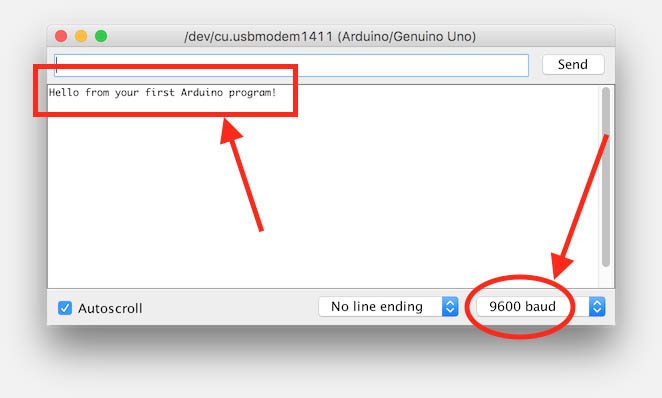 /dev/cu.usbmodem1411 (Arduino/Genuino Uno)
Send
Hello from your first Arduino program!
Autoscroll
No line ending
9600 baud